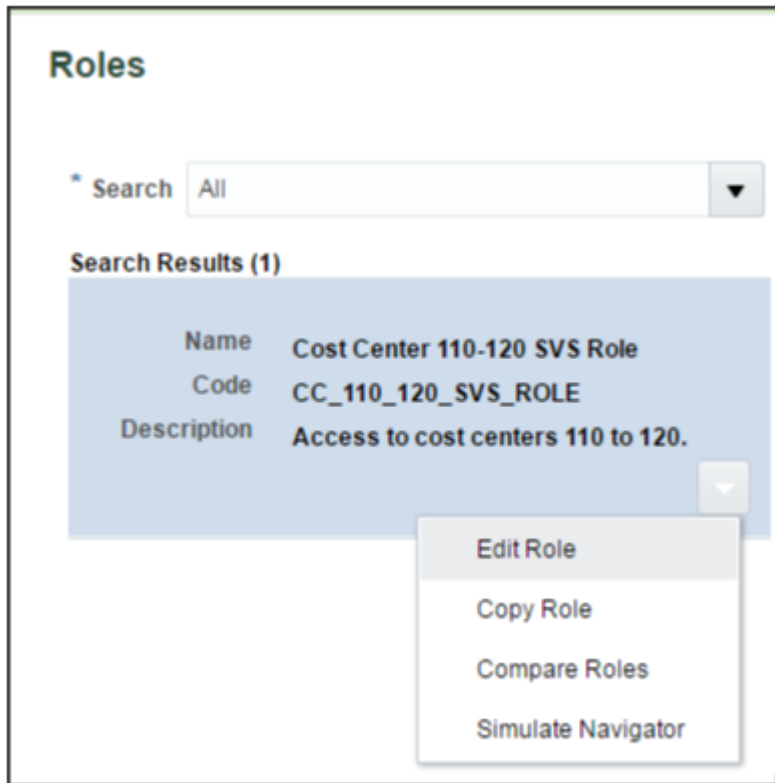 Roles
* Search All
Search Results (1)
Name Cost Center 110-120 SVS Role
Code CC_110_120_SVS_ROLE
Description Access to cost centers 110 to 120.
Edit Role
Copy Role
Compare Roles
Simulate Navigator